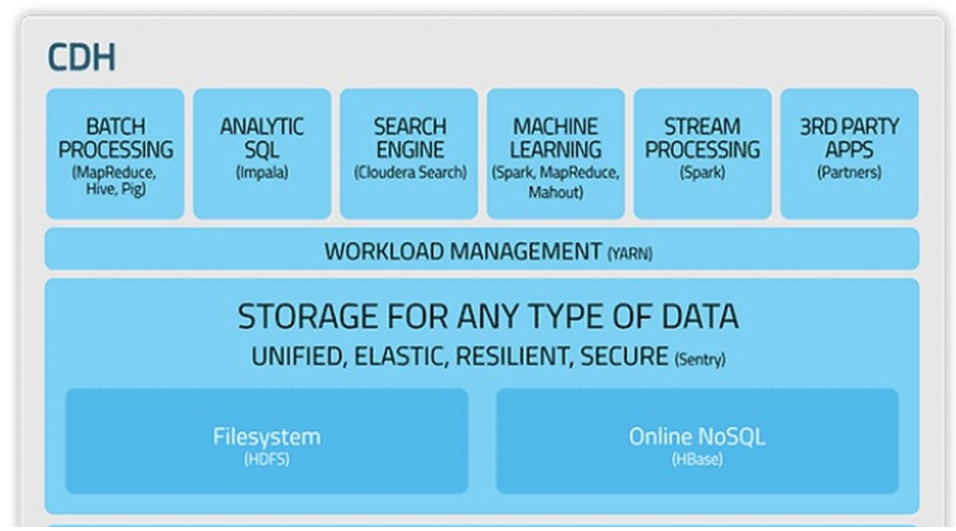 CDH
BATCH
PROCESSING
(MapReduce,
Hive, Pig)
ANALYTIC
SQL
(Impala)
SEARCH
ENGINE
(Cloudera Search)
MACHINE
LEARNING
(Spark, MapReduce,
Mahout)
STREAM
PROCESSING
(Spark)
3RD PARTY
APPS
(Partners)
WORKLOAD MANAGEMENT (YARN)
STORAGE FOR ANY TYPE OF DATA
UNIFIED, ELASTIC, RESILIENT, SECURE (Sentry)
Filesystem
(HDFS)
Online NoSQL
(HBase)